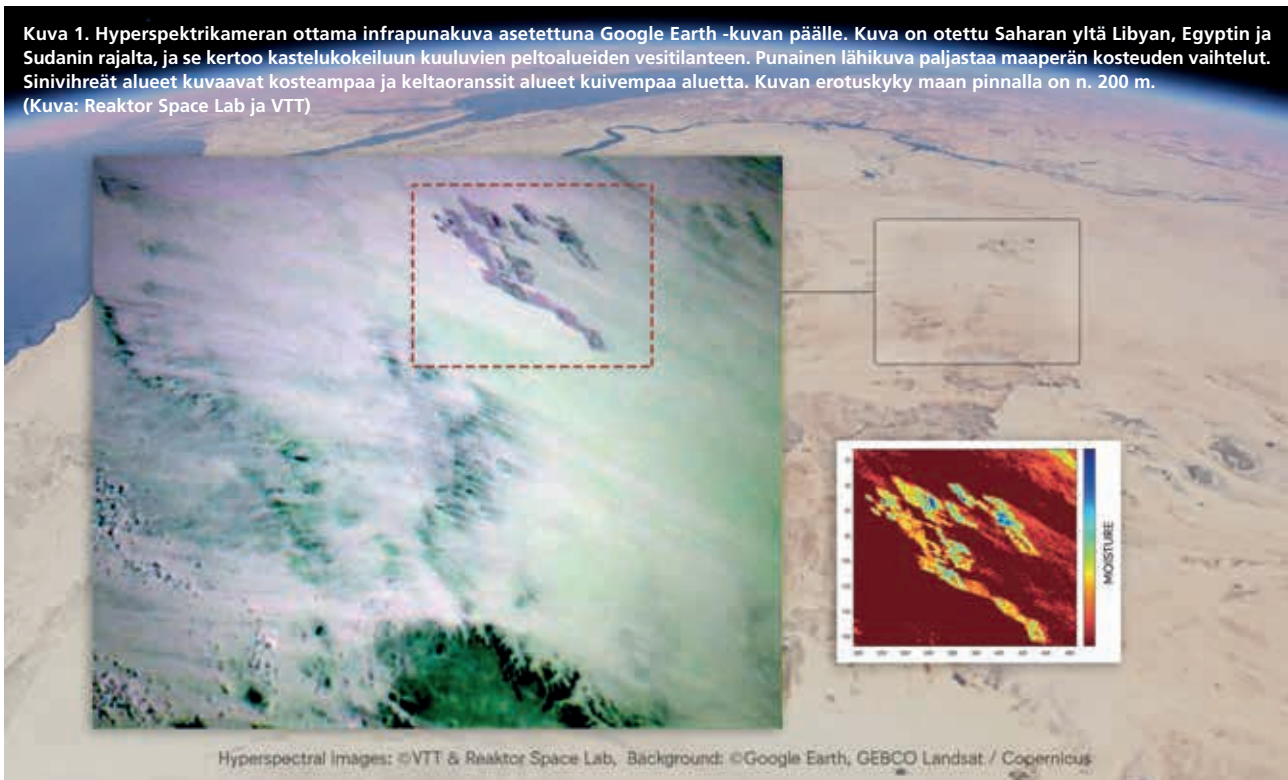 Kuva 1. Hyperspektrikameran ottama infrapunakuva asetettuna Google Earth -kuvan päälle. Kuva on otettu Saharan yltä Libyan, Egyptin ja
Sudanin rajalta, ja se kertoo kastelukokeiluun kuuluvien peltoalueiden vesitilanteen. Punainen lähikuva paljastaa maaperän kosteuden vaihtelut.
Sinivihreät alueet kuvaavat kosteampaa ja keltaoranssit alueet kuivempaa aluetta. Kuvan erotuskyky maan pinnalla on n. 200 m.
(Kuva: Reaktor Space Lab ja VTT)
MOISTURE
Hyperspectral images: ©VTT & Reaktor Space Lab, Background: ©Google Earth, GEBCO Landsat / Copernicus